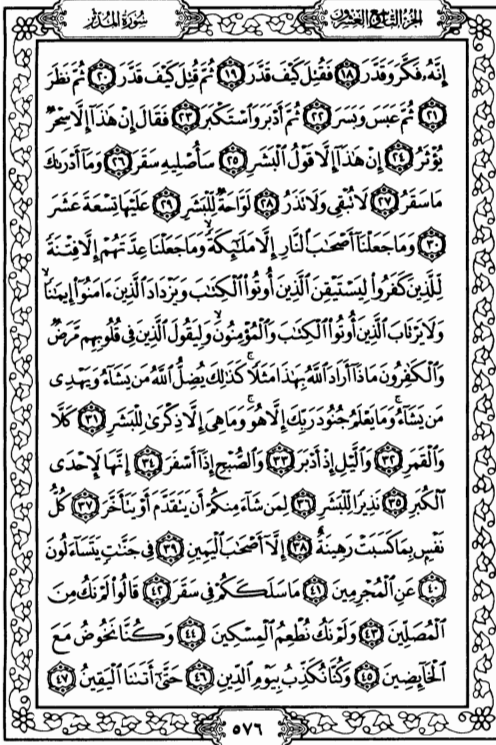 الجزء التاسع والعشرون
سورة المدثر
إِنَّهُۥ فَكَّرَ وَقَدَّرَ ١٨ فَقُتِلَ كَيْفَ قَدَّرَ ١٩ ثُمَّ قُتِلَ كَيْفَ قَدَّرَ ٢٠ ثُمَّ نَظَرَ
٢١ ثُمَّ عَبَسَ وَبَسَرَ ٢٢ ثُمَّ أَدْبَرَ وَٱسْتَكْبَرَ ٢٣ فَقَالَ إِنْ هَٰذَآ إِلَّا سِحْرٌ
يُؤْثَرُ ٢٤ إِنْ هَٰذَآ إِلَّا قَوْلُ ٱلْبَشَرِ ٢٥ سَأُصْلِيهِ سَقَرَ ٢٦ وَمَآ أَدْرَىٰكَ
مَا سَقَرُ ٢٧ لَا تُبْقِى وَلَا تَذَرُ ٢٨ لَوَّاحَةٌ لِّلْبَشَرِ ٢٩ عَلَيْهَا تِسْعَةَ عَشَرَ
٣٠ وَمَا جَعَلْنَآ أَصْحَٰبَ ٱلنَّارِ إِلَّا مَلَٰٓئِكَةً ۙ وَمَا جَعَلْنَا عِدَّتَهُمْ إِلَّا فِتْنَةً
لِّلَّذِينَ كَفَرُوا۟ لِيَسْتَيْقِنَ ٱلَّذِينَ أُوتُوا۟ ٱلْكِتَٰبَ وَيَزْدَادَ ٱلَّذِينَ ءَامَنُوٓا۟ إِيمَٰنًا ۙ
وَلَا يَرْتَابَ ٱلَّذِينَ أُوتُوا۟ ٱلْكِتَٰبَ وَٱلْمُؤْمِنُونَ ۙ وَلِيَقُولَ ٱلَّذِينَ فِى قُلُوبِهِم مَّرَضٌ
وَٱلْكَٰفِرُونَ مَاذَآ أَرَادَ ٱللَّهُ بِهَٰذَا مَثَلًا ۚ كَذَٰلِكَ يُضِلُّ ٱللَّهُ مَن يَشَآءُ وَيَهْدِى
مَن يَشَآءُ ۚ وَمَا يَعْلَمُ جُنُودَ رَبِّكَ إِلَّا هُوَ ۚ وَمَا هِىَ إِلَّا ذِكْرَىٰ لِلْبَشَرِ ٣١ كَلَّا
وَٱلْقَمَرِ ٣٢ وَٱلَّيْلِ إِذْ أَدْبَرَ ٣٣ وَٱلصُّبْحِ إِذَآ أَسْفَرَ ٣٤ إِنَّهَا لَإِحْدَى
ٱلْكُبَرِ ٣٥ نَذِيرًا لِّلْبَشَرِ ٣٦ لِمَن شَآءَ مِنكُمْ أَن يَتَقَدَّمَ أَوْ يَتَأَخَّرَ ٣٧ كُلُّ
نَفْسٍۭ بِمَا كَسَبَتْ رَهِينَةٌ ٣٨ إِلَّآ أَصْحَٰبَ ٱلْيَمِينِ ٣٩ فِى جَنَّٰتٍ يَتَسَآءَلُونَ
٤٠ عَنِ ٱلْمُجْرِمِينَ ٤١ مَا سَلَكَكُمْ فِى سَقَرَ ٤٢ قَالُوا۟ لَمْ نَكُ مِنَ
ٱلْمُصَلِّينَ ٤٣ وَلَمْ نَكُ نُطْعِمُ ٱلْمِسْكِينَ ٤٤ وَكُنَّا نَخُوضُ مَعَ
ٱلْخَآئِضِينَ ٤٥ وَكُنَّا نُكَذِّبُ بِيَوْمِ ٱلدِّينِ ٤٦ حَتَّىٰٓ أَتَىٰنَا ٱلْيَقِينُ ٤٧
٥٧٦